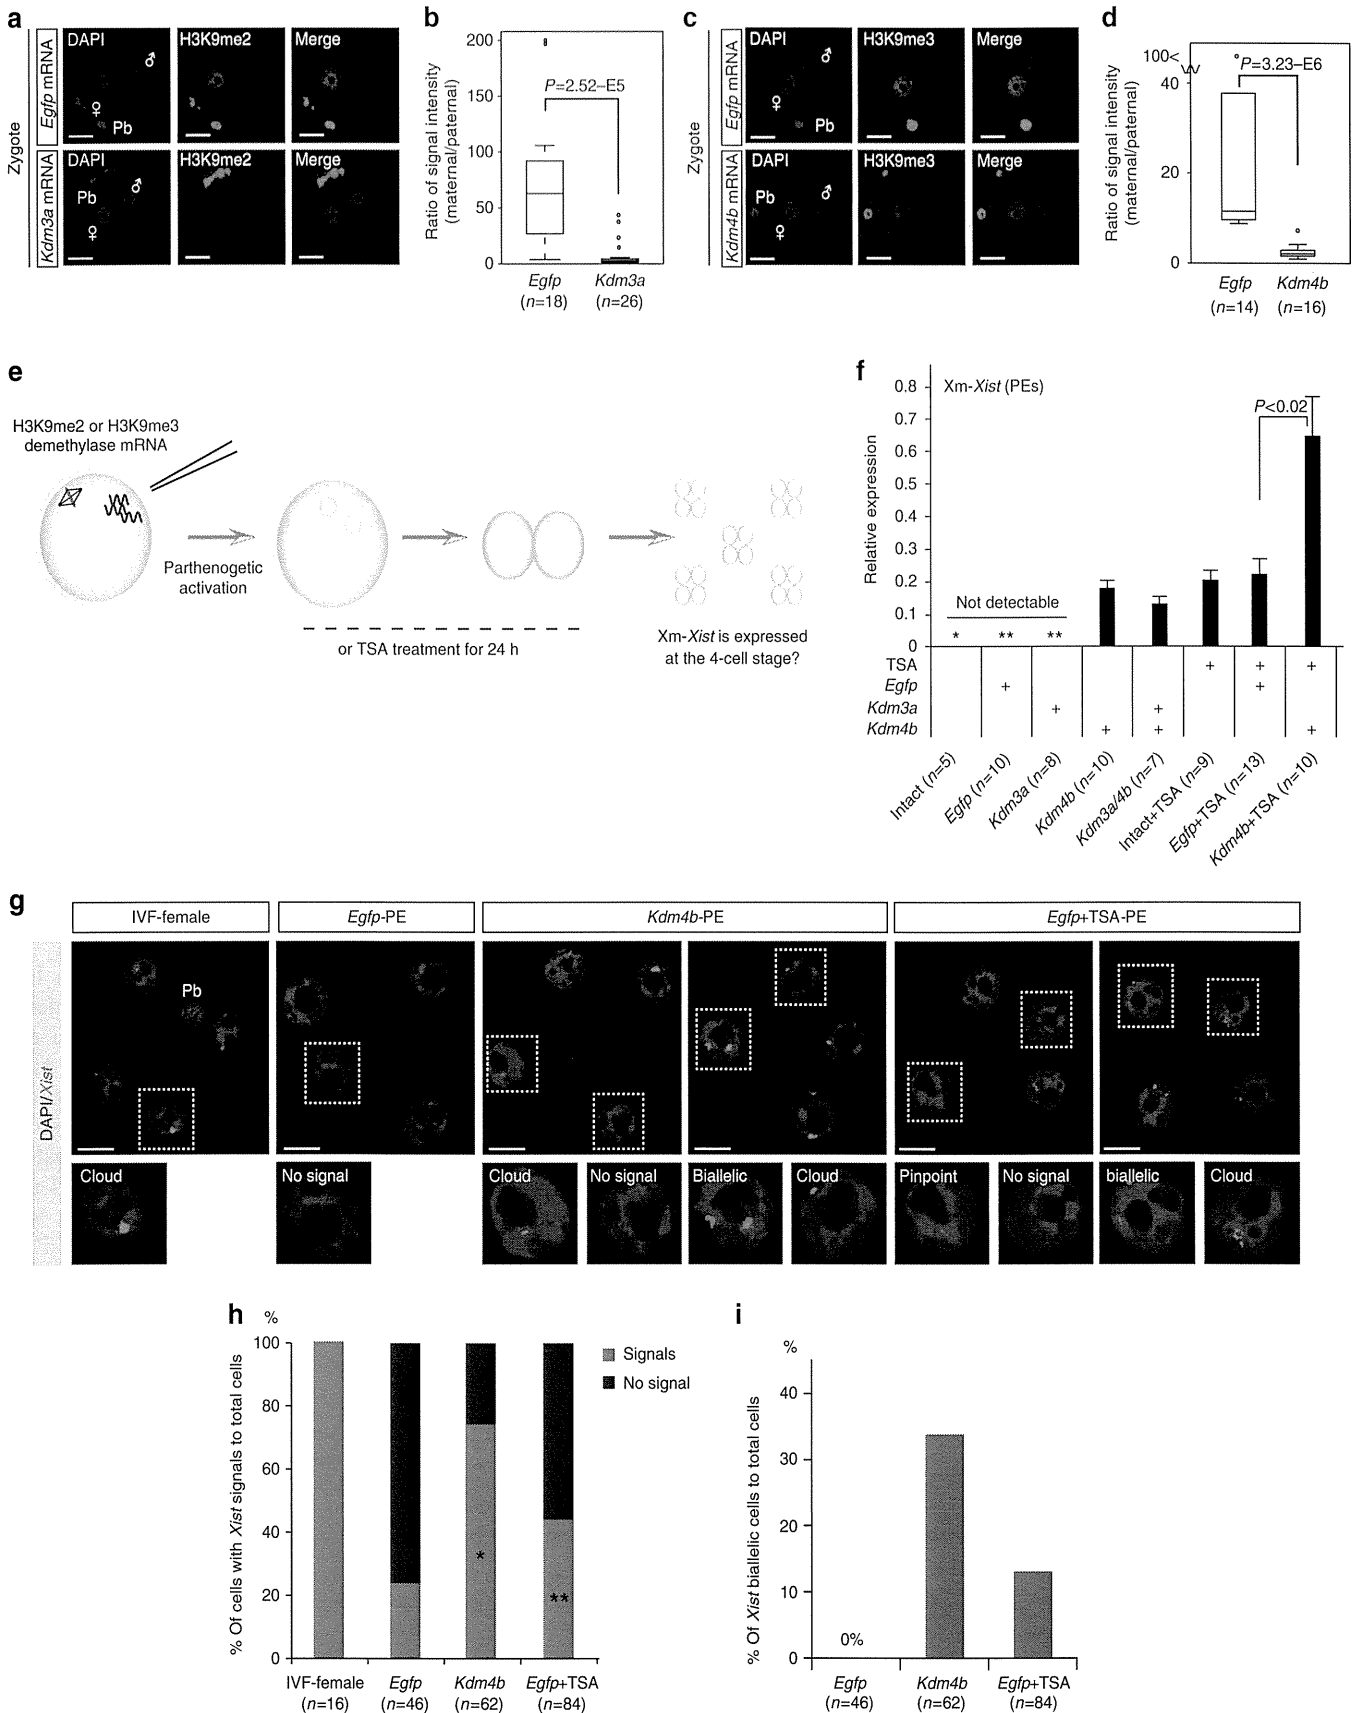 a
Zygote
Egfp mRNA
DAPI
♂
♀
Pb
H3K9me2
Merge
Kdm3a mRNA
DAPI
Pb
♂
♀
H3K9me2
Merge
b
Ratio of signal intensity
(maternal/paternal)
200
150
100
50
0
P=2.52–E5
Egfp
(n=18)
Kdm3a
(n=26)
c
Zygote
Egfp mRNA
DAPI
♂
♀
Pb
H3K9me3
Merge
Kdm4b mRNA
DAPI
Pb
♂
♀
H3K9me3
Merge
d
Ratio of signal intensity
(maternal/paternal)
100<
40
20
0
P=3.23–E6
Egfp
(n=14)
Kdm4b
(n=16)
e
H3K9me2 or H3K9me3
demethylase mRNA
Parthenogetic
activation
or TSA treatment for 24 h
Xm-Xist is expressed
at the 4-cell stage?
f
Relative expression
0.8
0.7
0.6
0.5
0.4
0.3
0.2
0.1
0
Xm-Xist (PEs)
P<0.02
Not detectable
* ** **
TSA + + +
Egfp + +
Kdm3a + +
Kdm4b + + +
Intact (n=5)
Egfp (n=10)
Kdm3a (n=8)
Kdm4b (n=10)
Kdm3a/4b (n=7)
Intact+TSA (n=9)
Egfp+TSA (n=13)
Kdm4b+TSA (n=10)
g
IVF-female
Egfp-PE
Kdm4b-PE
Egfp+TSA-PE
DAPI/Xist
Pb
Cloud
No signal
Cloud
No signal
Biallelic
Cloud
Pinpoint
No signal
biallelic
Cloud
h
%
% Of cells with Xist signals to total cells
100
80
60
40
20
0
*
**
Signals
No signal
IVF-female
(n=16)
Egfp
(n=46)
Kdm4b
(n=62)
Egfp+TSA
(n=84)
i
%
% Of Xist biallelic cells to total cells
40
30
20
10
0
0%
Egfp
(n=46)
Kdm4b
(n=62)
Egfp+TSA
(n=84)